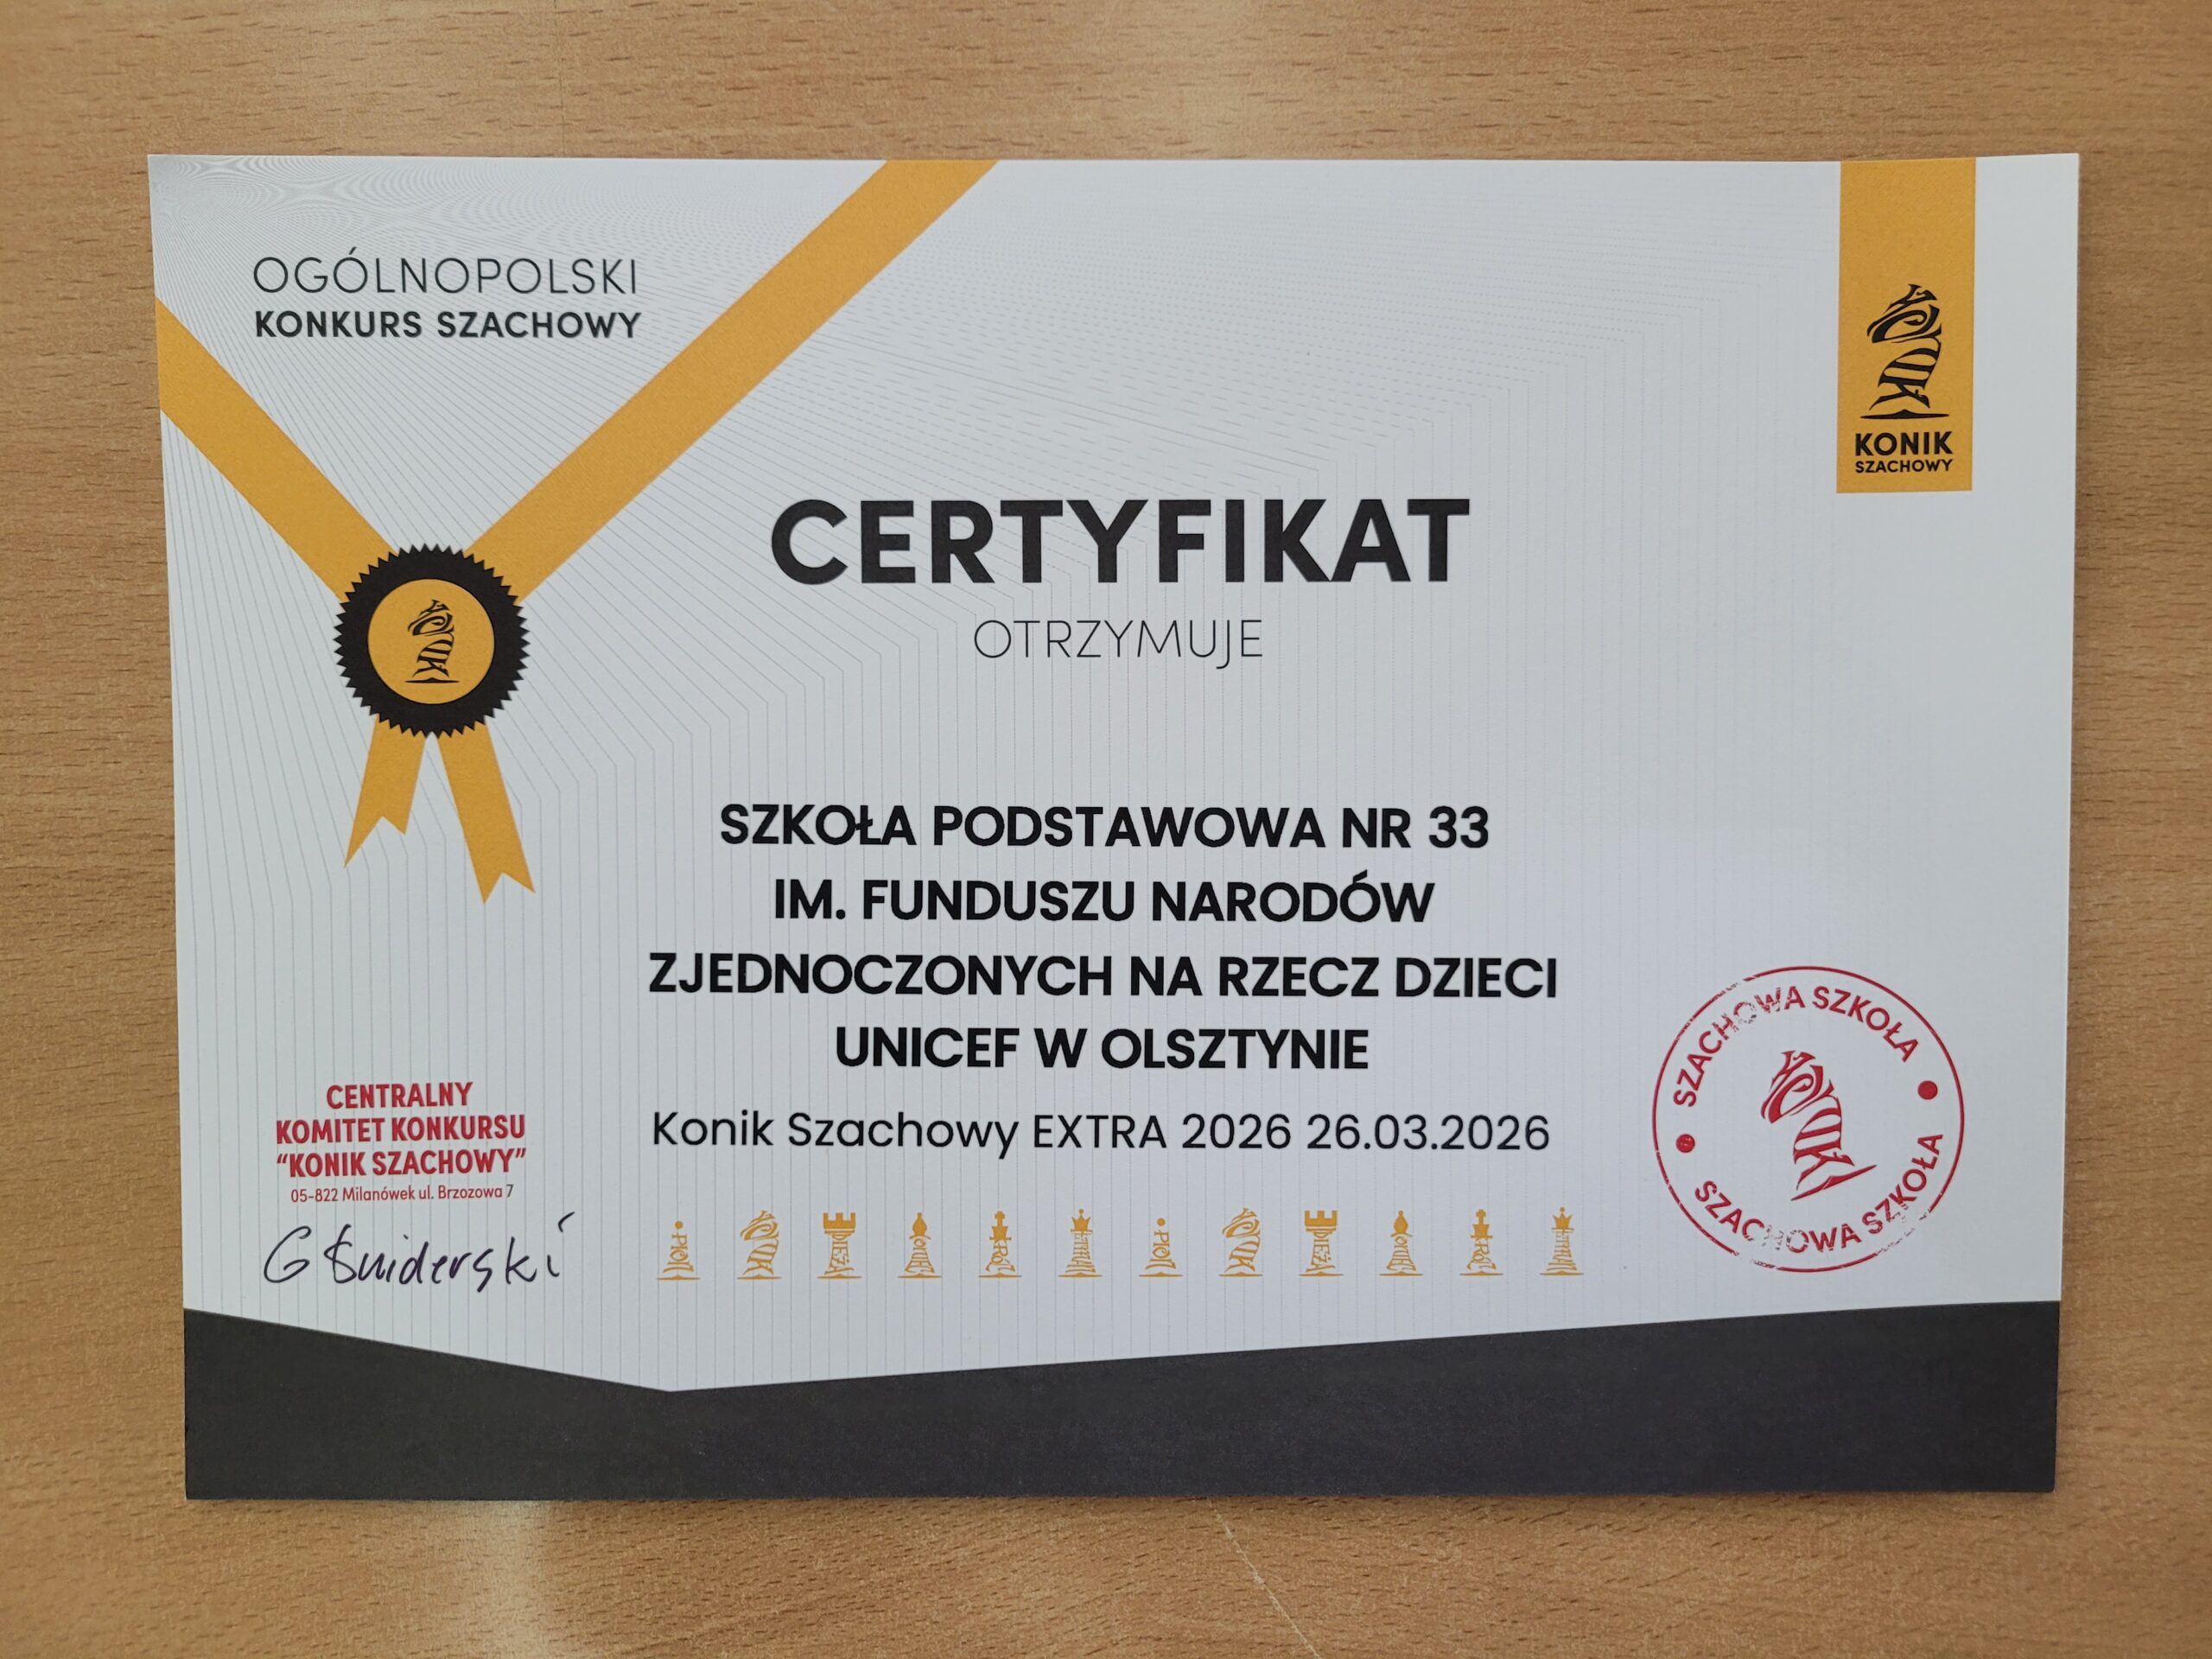 OGÓLNOPOLSKI
KONKURS SZACHOWY
KONIK
SZACHOWY
CERTYFIKAT
OTRZYMUJE
SZKOŁA PODSTAWOWA NR 33
IM. FUNDUSZU NARODÓW
ZJEDNOCZONYCH NA RZECZ DZIECI
UNICEF W OLSZTYNIE
Konik Szachowy EXTRA 2026 26.03.2026
CENTRALNY
KOMITET KONKURSU
“KONIK SZACHOWY”
05-822 Milanówek ul. Brzozowa 7
SZACHOWA SZKOŁA
SZACHOWA SZKOŁA